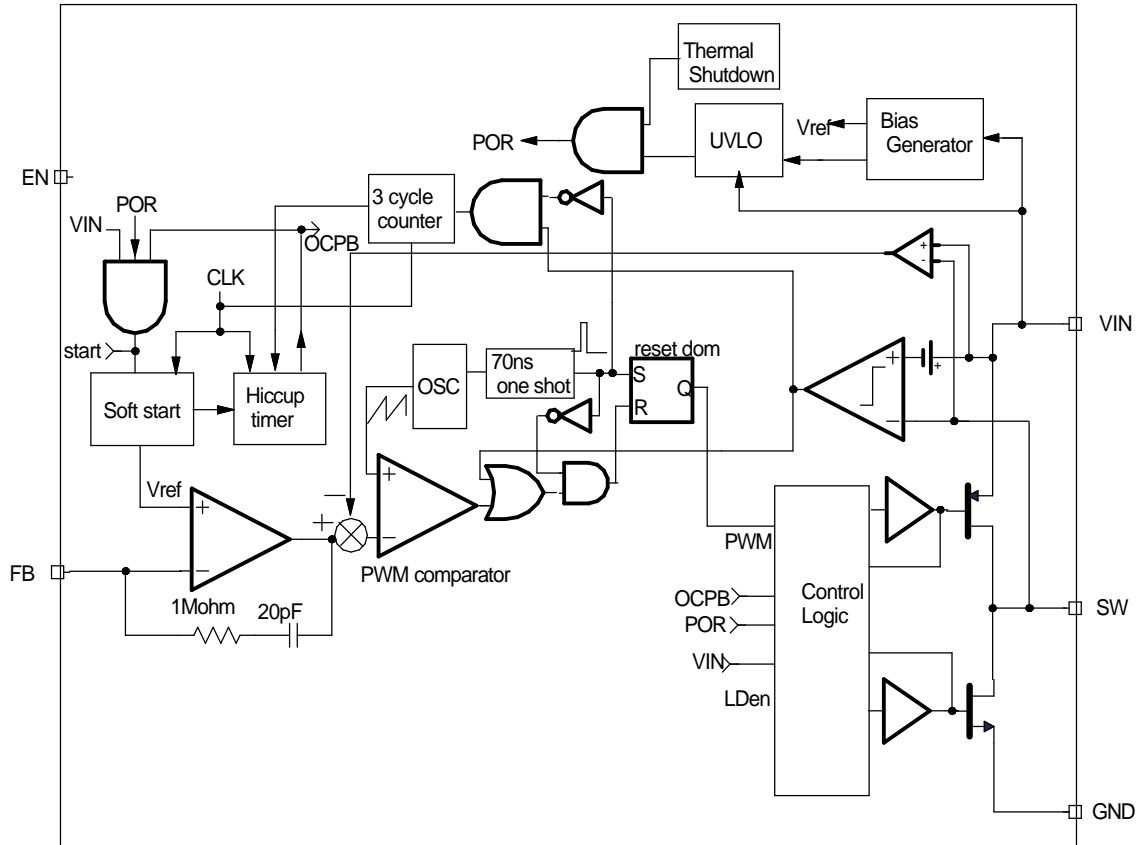 Thermal
Shutdown
POR
UVLO
Vref
Bias
Generator
EN
POR
VIN
OCPB
3 cycle
counter
CLK
start
Soft start
Hiccup
timer
OSC
70ns
one shot
reset dom
S
R
Q
+
-
+
+
−
VIN
Vref
+
−
+
−
+
−
PWM comparator
FB
1Mohm
20pF
PWM
OCPB
POR
VIN
LDen
Control
Logic
SW
GND